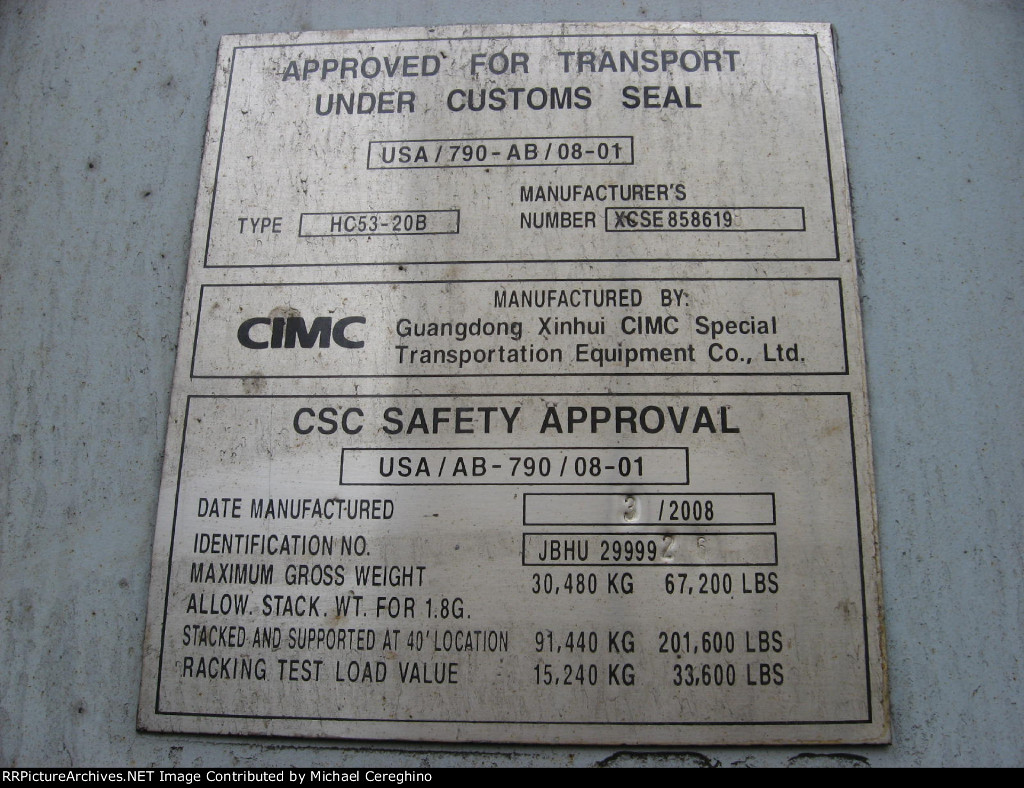 APPROVED FOR TRANSPORT
UNDER CUSTOMS SEAL
USA / 790 - AB / 08 - 01
MANUFACTURER'S
TYPE HC53-20B NUMBER XCSE 858619
MANUFACTURED BY:
CIMC Guangdong Xinhui CIMC Special
Transportation Equipment Co., Ltd.
CSC SAFETY APPROVAL
USA / AB - 790 / 08 - 01
DATE MANUFACTURED 3 / 2008
IDENTIFICATION NO. JBHU 29999
MAXIMUM GROSS WEIGHT 30,480 KG 67,200 LBS
ALLOW. STACK. WT. FOR 1.8G.
STACKED AND SUPPORTED AT 40' LOCATION 91,440 KG 201,600 LBS
RACKING TEST LOAD VALUE 15,240 KG 33,600 LBS
RRPictureArchives.NET Image Contributed by Michael Cereghino